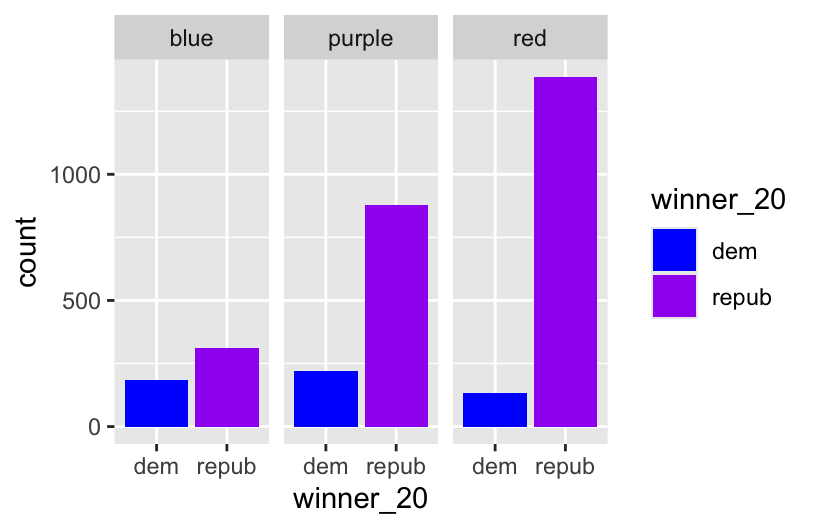 blue purple red
count
1000
500
0
dem repub dem repub dem repub
winner_20
winner_20
dem
repub